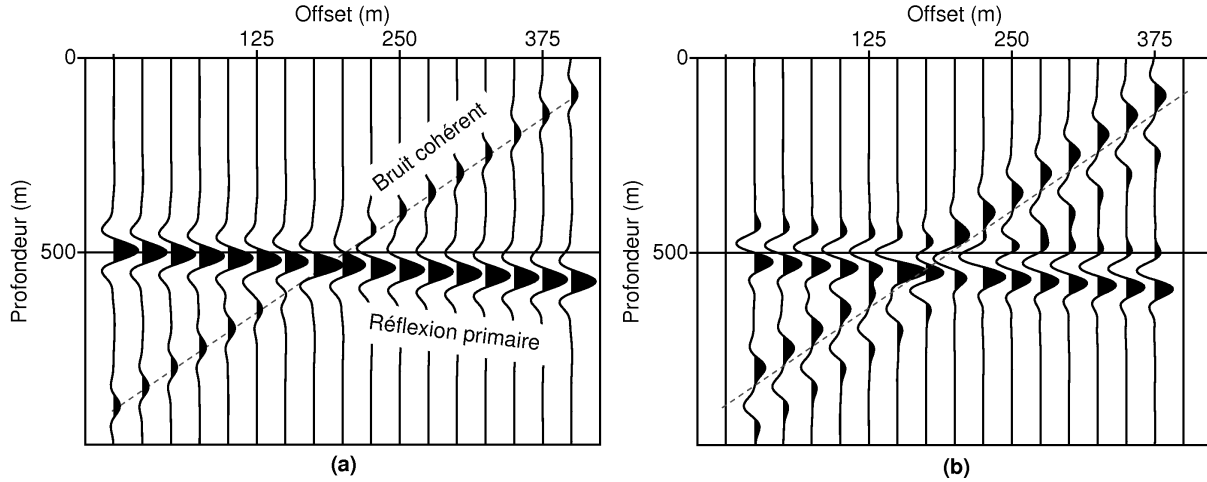 Offset (m)
125 250 375
0
500
Profondeur (m)
Bruit cohérent
Réflexion primaire
(a)
Offset (m)
125 250 375
0
500
Profondeur (m)
(b)